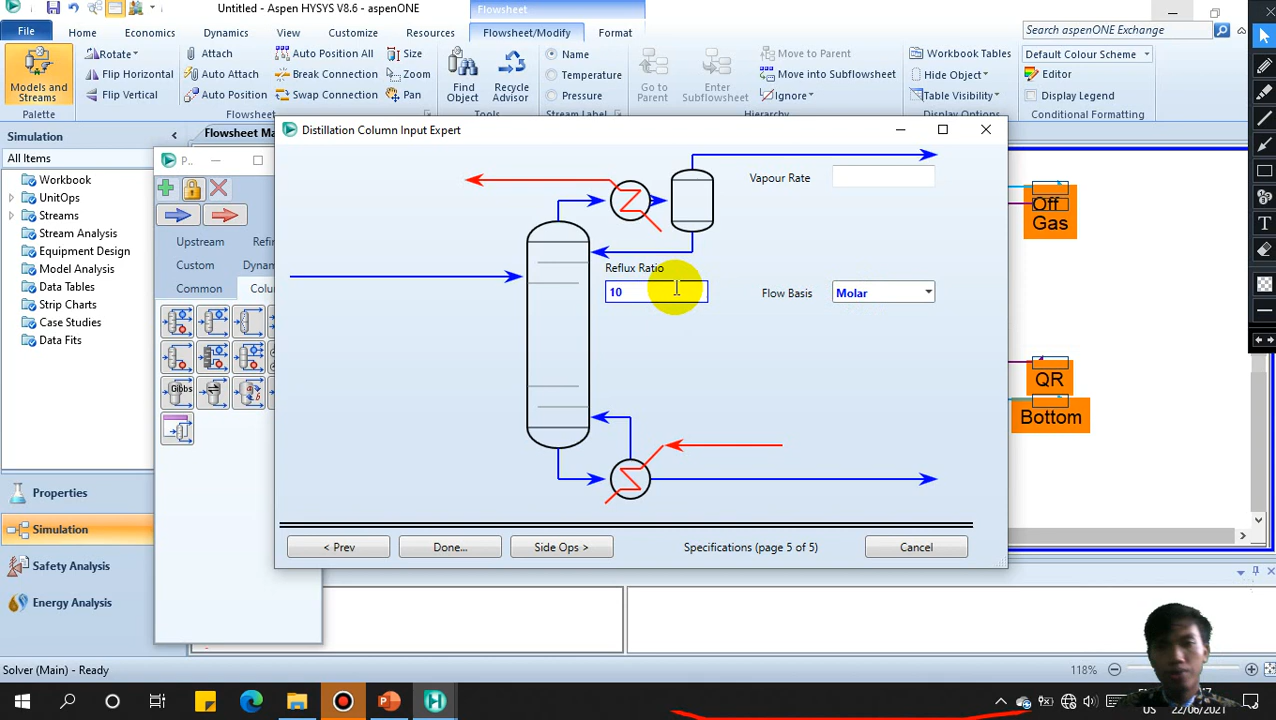 Untitled - Aspen HYSYS V8.6 - aspenONE
Flowsheet
File
Home
Economics
Dynamics
View
Customize
Resources
Flowsheet/Modify
Format
Search aspenONE Exchange
Models and
Streams
Palette
Rotate
Flip Horizontal
Flip Vertical
Attach
Auto Attach
Auto Position
Auto Position All
Break Connection
Swap Connection
Size
Zoom
Pan
Flowsheet
Find
Object
Recycle
Advisor
Tools
Name
Temperature
Pressure
Stream Label
Go to
Parent
Enter
Subflowsheet
Move to Parent
Move into Subflowsheet
Ignore
Hierarchy
Workbook Tables
Hide Object
Table Visibility
Display Options
Default Colour Scheme
Editor
Display Legend
Conditional Formatting
Simulation
All Items
Workbook
UnitOps
Streams
Stream Analysis
Equipment Design
Model Analysis
Data Tables
Strip Charts
Case Studies
Data Fits
Properties
Simulation
Safety Analysis
Energy Analysis
Flowsheet Ma
P...
Upstream
Refi
Dynam
Common
Colu
Gibbs
Distillation Column Input Expert
Vapour Rate
Reflux Ratio
10
Flow Basis
Molar
< Prev
Done...
Side Ops >
Specifications (page 5 of 5)
Cancel
Off
Gas
QR
Bottom
Solver (Main) - Ready
118%
US
22/06/2021